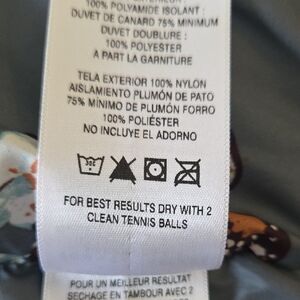 100% POLYAMIDE ISOLANT :
DUVET DE CANARD 75% MINIMUM
DUVET DOUBLURE :
100% POLYESTER
A PART LA GARNITURE
TELA EXTERIOR 100% NYLON
AISLAMIENTO PLUMÓN DE PATO
75% MÍNIMO DE PLUMÓN FORRO
100% POLIÉSTER
NO INCLUYE EL ADORNO
30C
FOR BEST RESULTS DRY WITH 2
CLEAN TENNIS BALLS
POUR UN MEILLEUR RÉSULTAT
SÉCHAGE EN TAMBOUR AVEC 2